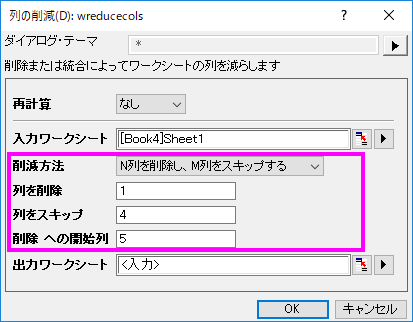 列の削減(D): wreducecols
ダイアログ・テーマ *
削除または統合によってワークシートの列を減らします
再計算 なし
入力ワークシート [Book4]Sheet1
削減方法 N列を削除し、M列をスキップする
列を削除 1
列をスキップ 4
削除 への開始列 5
出力ワークシート <入力>
OK キャンセル